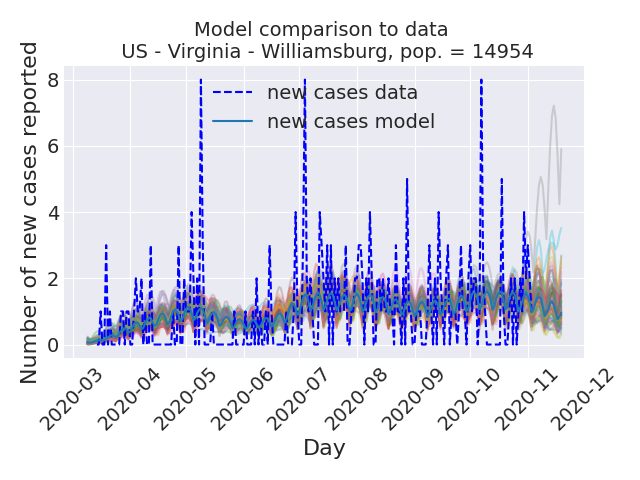 Model comparison to data
US - Virginia - Williamsburg, pop. = 14954
Number of new cases reported
8
6
4
2
0
new cases data
new cases model
2020-03
2020-04
2020-05
2020-06
2020-07
2020-08
2020-09
2020-10
2020-11
2020-12
Day